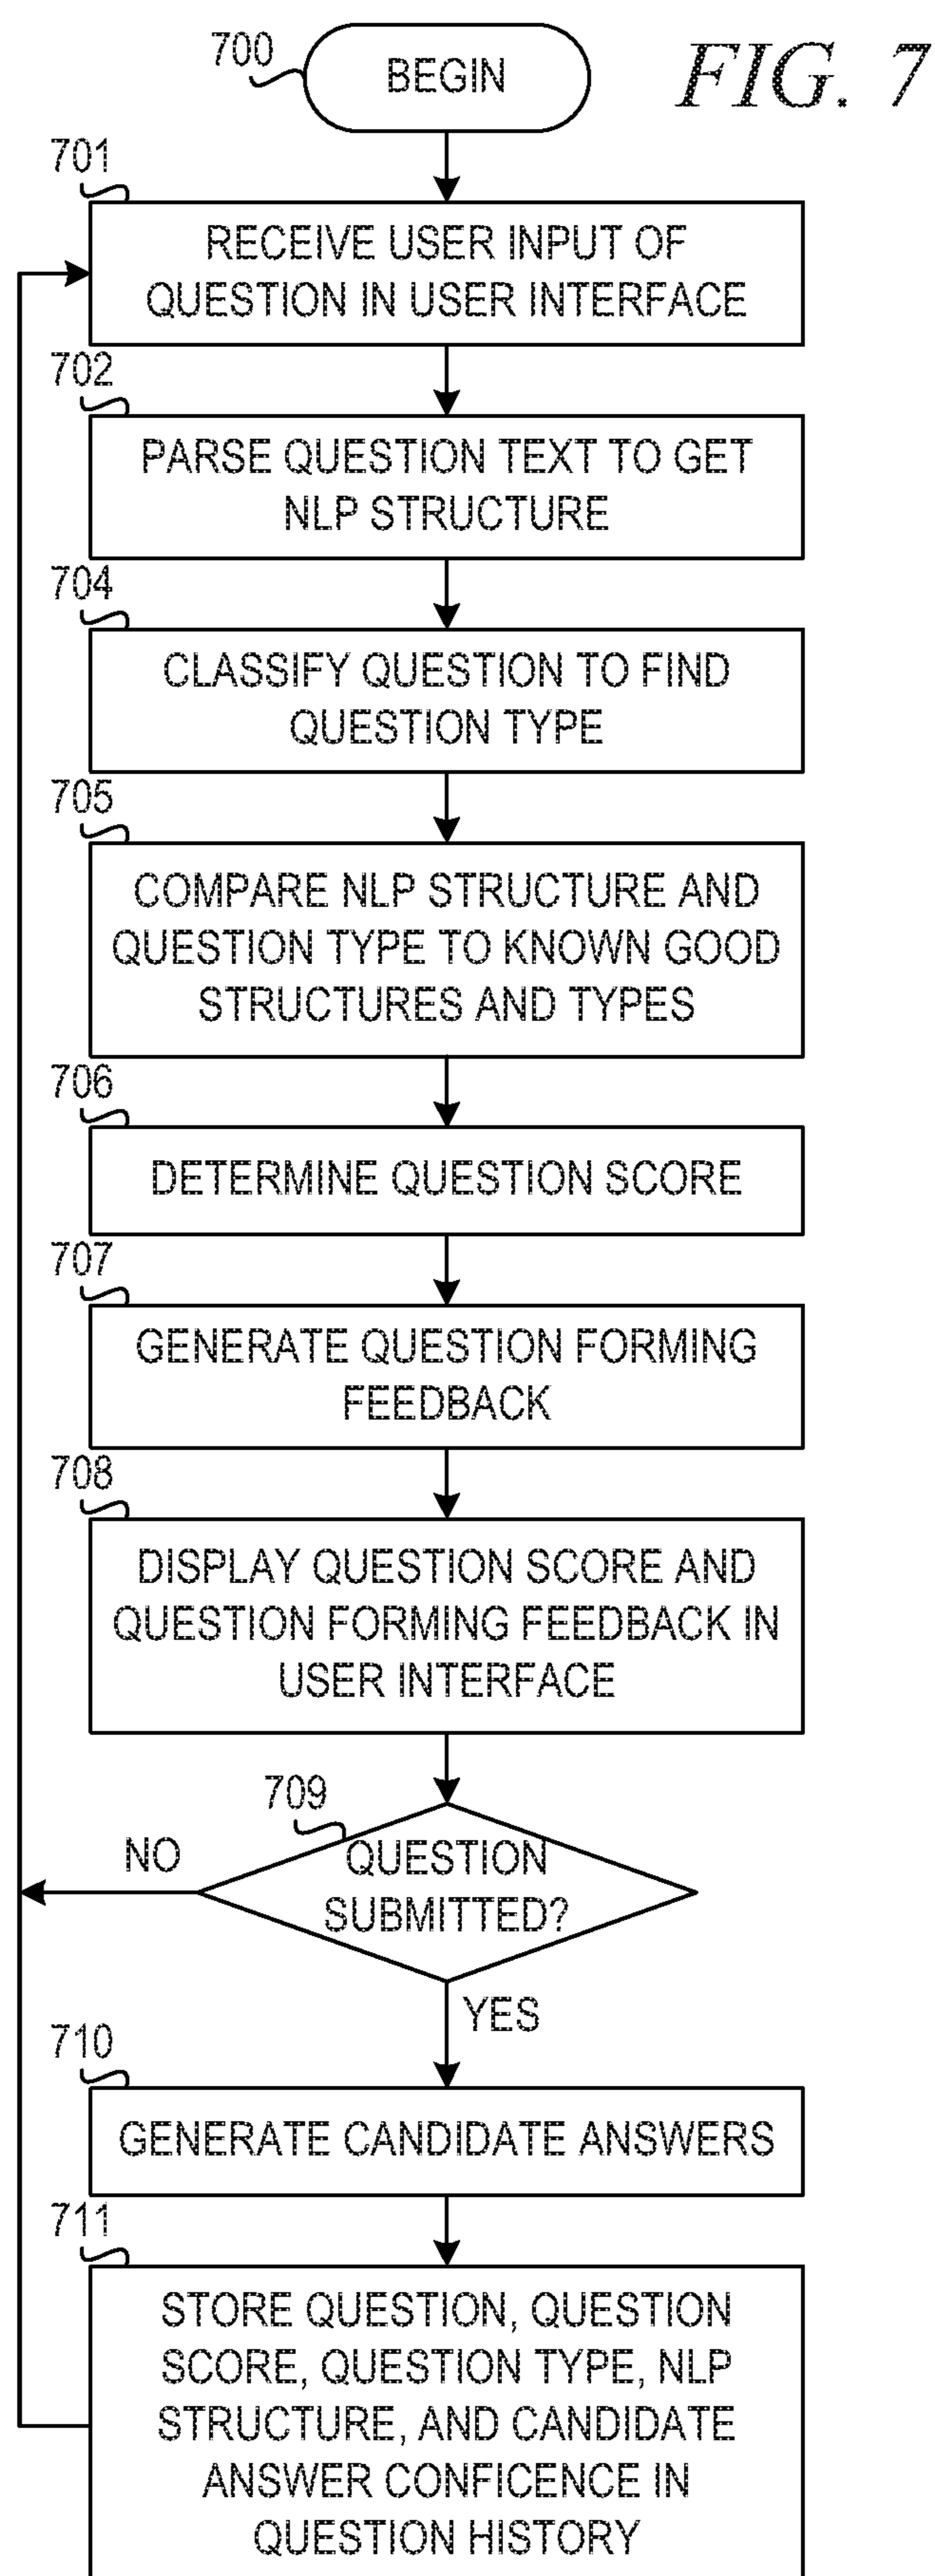 700
BEGIN
FIG. 7
701
RECEIVE USER INPUT OF
QUESTION IN USER INTERFACE
702
PARSE QUESTION TEXT TO GET
NLP STRUCTURE
704
CLASSIFY QUESTION TO FIND
QUESTION TYPE
705
COMPARE NLP STRUCTURE AND
QUESTION TYPE TO KNOWN GOOD
STRUCTURES AND TYPES
706
DETERMINE QUESTION SCORE
707
GENERATE QUESTION FORMING
FEEDBACK
708
DISPLAY QUESTION SCORE AND
QUESTION FORMING FEEDBACK IN
USER INTERFACE
709
NO
QUESTION
SUBMITTED?
YES
710
GENERATE CANDIDATE ANSWERS
711
STORE QUESTION, QUESTION
SCORE, QUESTION TYPE, NLP
STRUCTURE, AND CANDIDATE
ANSWER CONFICENCE IN
QUESTION HISTORY